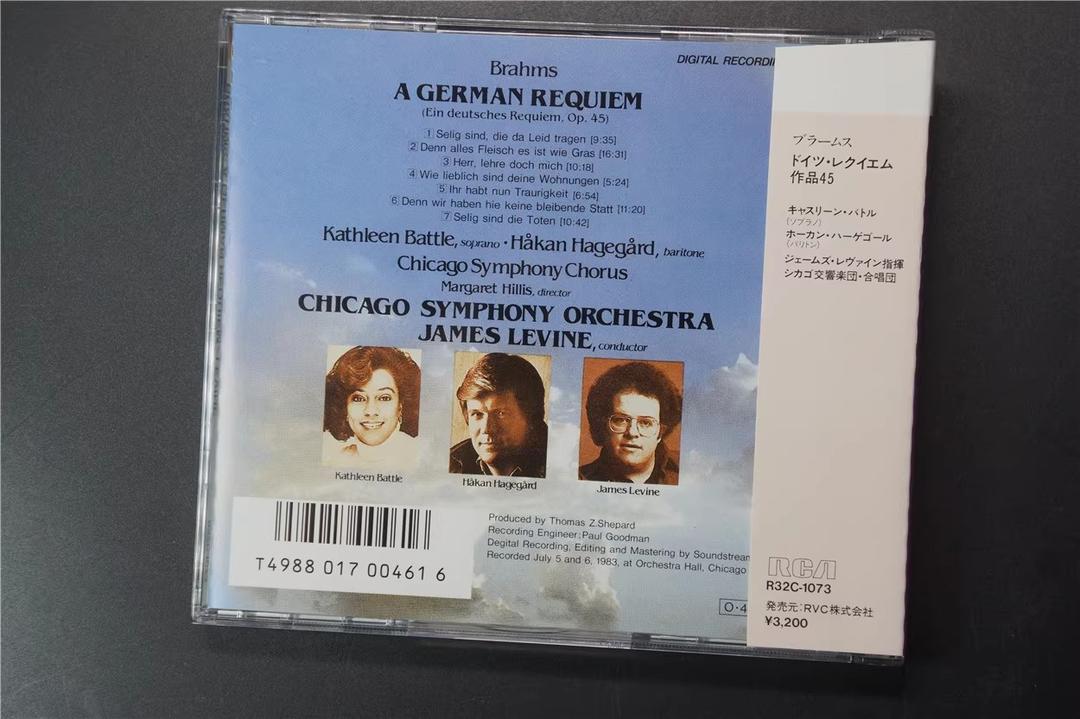 Brahms
DIGITAL RECORDI
A GERMAN REQUIEM
(Ein deutsches Requiem, Op. 45)
1 Selig sind, die da Leid tragen [9:35]
2 Denn alles Fleisch es ist wie Gras [16:31]
3 Herr, lehre doch mich [10:18]
4 Wie lieblich sind deine Wohnungen [5:24]
5 Ihr habt nun Traurigkeit [6:54]
6 Denn wir haben hie keine bleibende Statt [11:20]
7 Selig sind die Toten [10:42]
Kathleen Battle, soprano・Håkan Hagegård, baritone
Chicago Symphony Chorus
Margaret Hillis, director
CHICAGO SYMPHONY ORCHESTRA
JAMES LEVINE, conductor
Kathleen Battle
Håkan Hagegård
James Levine
Produced by Thomas Z.Shepard
Recording Engineer:Paul Goodman
Degital Recording, Editing and Mastering by Soundstream
Recorded July 5 and 6, 1983, at Orchestra Hall, Chicago
T4988 017 00461 6
O・4
ブラームス
ドイツ・レクイエム
作品45
キャスリーン・バトル
(ソプラノ)
ホーカン・ハーゲゴール
(バリトン)
ジェームズ・レヴァイン指揮
シカゴ交響楽団・合唱団
RCA
R32C-1073
発売元:RVC株式会社
¥3,200